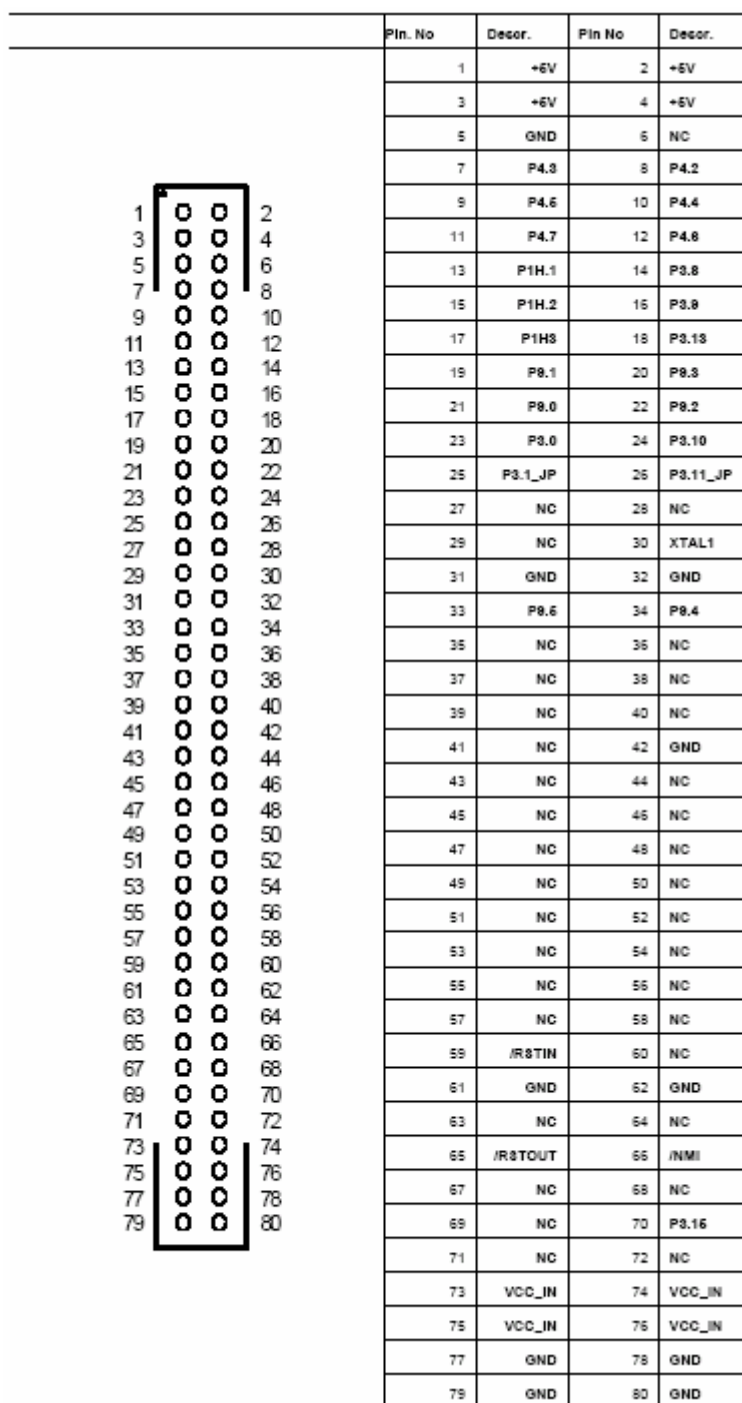 Pin. No Descr. Pin No Descr.
1 +5V 2 +5V
3 +5V 4 +5V
5 GND 6 NC
7 P4.3 8 P4.2
9 P4.5 10 P4.4
11 P4.7 12 P4.6
13 P1H.1 14 P3.8
15 P1H.2 16 P3.9
17 P1H3 18 P3.13
19 P9.1 20 P9.3
21 P9.0 22 P9.2
23 P3.0 24 P3.10
25 P3.1_JP 26 P3.11_JP
27 NC 28 NC
29 NC 30 XTAL1
31 GND 32 GND
33 P9.5 34 P9.4
35 NC 36 NC
37 NC 38 NC
39 NC 40 NC
41 NC 42 GND
43 NC 44 NC
45 NC 46 NC
47 NC 48 NC
49 NC 50 NC
51 NC 52 NC
53 NC 54 NC
55 NC 56 NC
57 NC 58 NC
59 /RSTIN 60 NC
61 GND 62 GND
63 NC 64 NC
65 /RSTOUT 66 /NMI
67 NC 68 NC
69 NC 70 P3.15
71 NC 72 NC
73 VCC_IN 74 VCC_IN
75 VCC_IN 76 VCC_IN
77 GND 78 GND
79 GND 80 GND
1 2
3 4
5 6
7 8
9 10
11 12
13 14
15 16
17 18
19 20
21 22
23 24
25 26
27 28
29 30
31 32
33 34
35 36
37 38
39 40
41 42
43 44
45 46
47 48
49 50
51 52
53 54
55 56
57 58
59 60
61 62
63 64
65 66
67 68
69 70
71 72
73 74
75 76
77 78
79 80